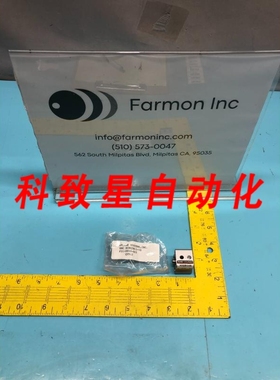 Farmon Inc
info@farmoninc.com
(510) 573-0047
562 South Milpitas Blvd, Milpitas CA, 95035
科致星自动化